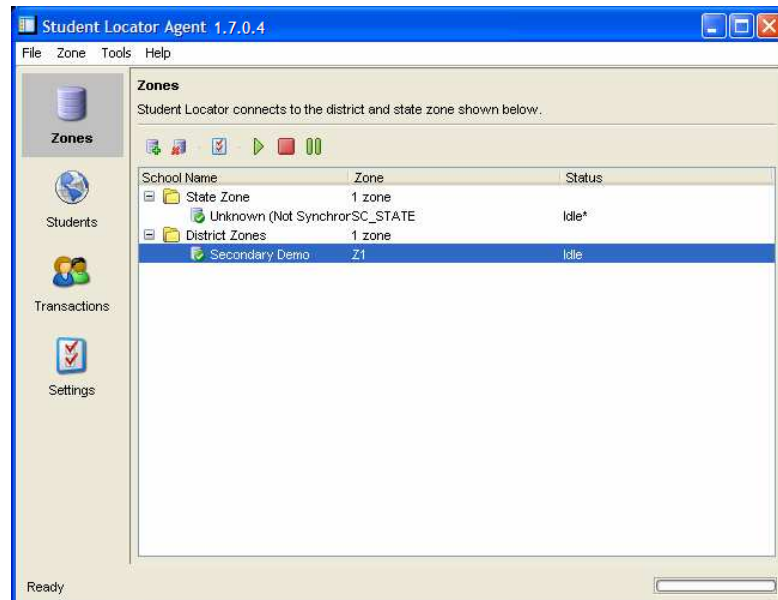 Student Locator Agent 1.7.0.4
File Zone Tools Help
Zones
Student Locator connects to the district and state zone shown below.
Zones
Students
Transactions
Settings
School Name Zone Status
State Zone 1 zone
Unknown (Not Synchror SC_STATE Idle*
District Zones 1 zone
Secondary Demo Z1 Idle
Ready